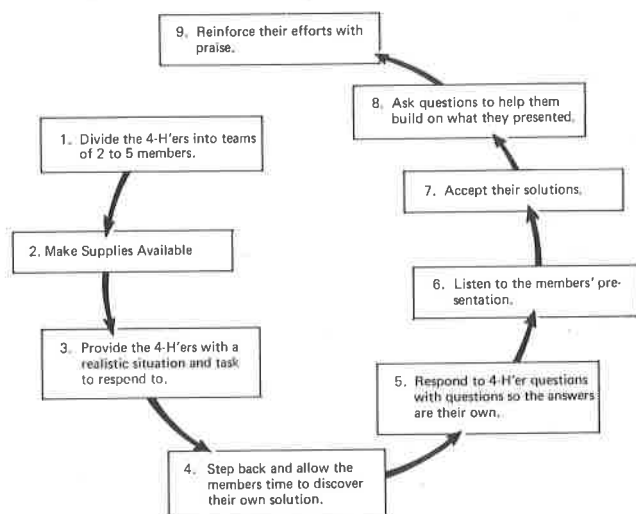 1. Divide the 4-H'ers into teams
of 2 to 5 members.
2. Make Supplies Available
3. Provide the 4-H'ers with a
realistic situation and task
to respond to.
4. Step back and allow the
members time to discover
their own solution.
5. Respond to 4-H'er questions
with questions so the answers
are their own.
6. Listen to the members' pre-
sentation.
7. Accept their solutions.
8. Ask questions to help them
build on what they presented.
9. Reinforce their efforts with
praise.